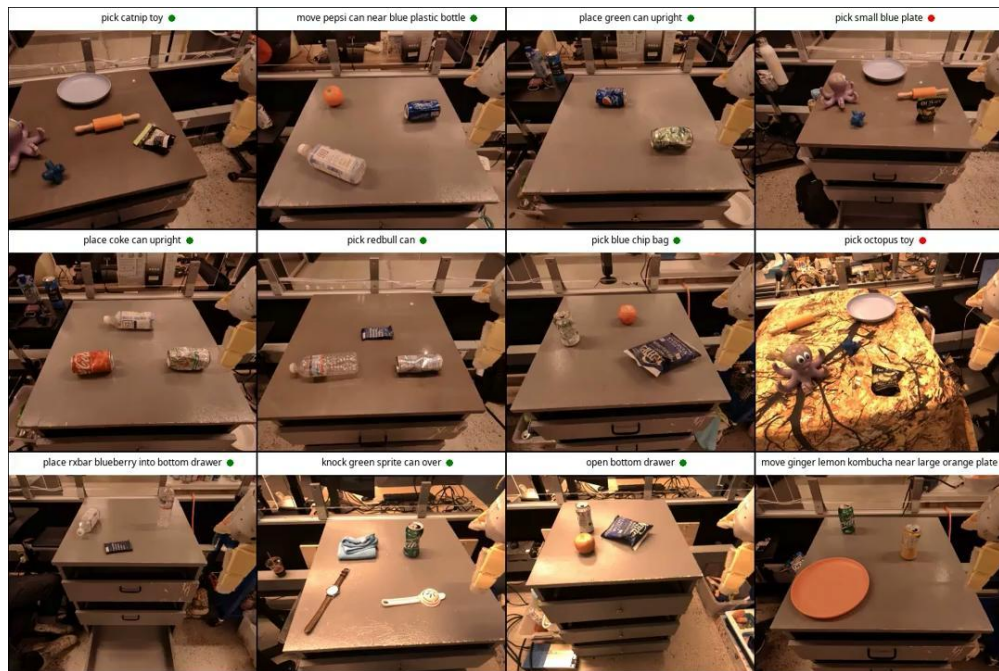 pick catnip toy
move pepsi can near blue plastic bottle
place green can upright
pick small blue plate
place coke can upright
pick redbull can
pick blue chip bag
pick octopus toy
place rxbar blueberry into bottom drawer
knock green sprite can over
open bottom drawer
move ginger lemon kombucha near large orange plate